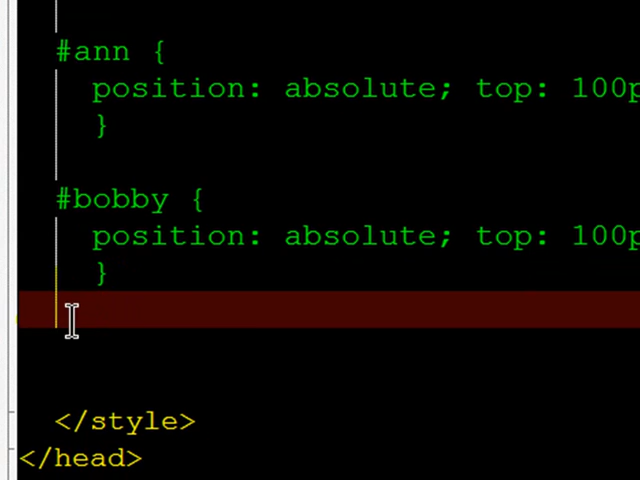 #ann {
position: absolute; top: 100p
}
#bobby {
position: absolute; top: 100p
}
</style>
</head>